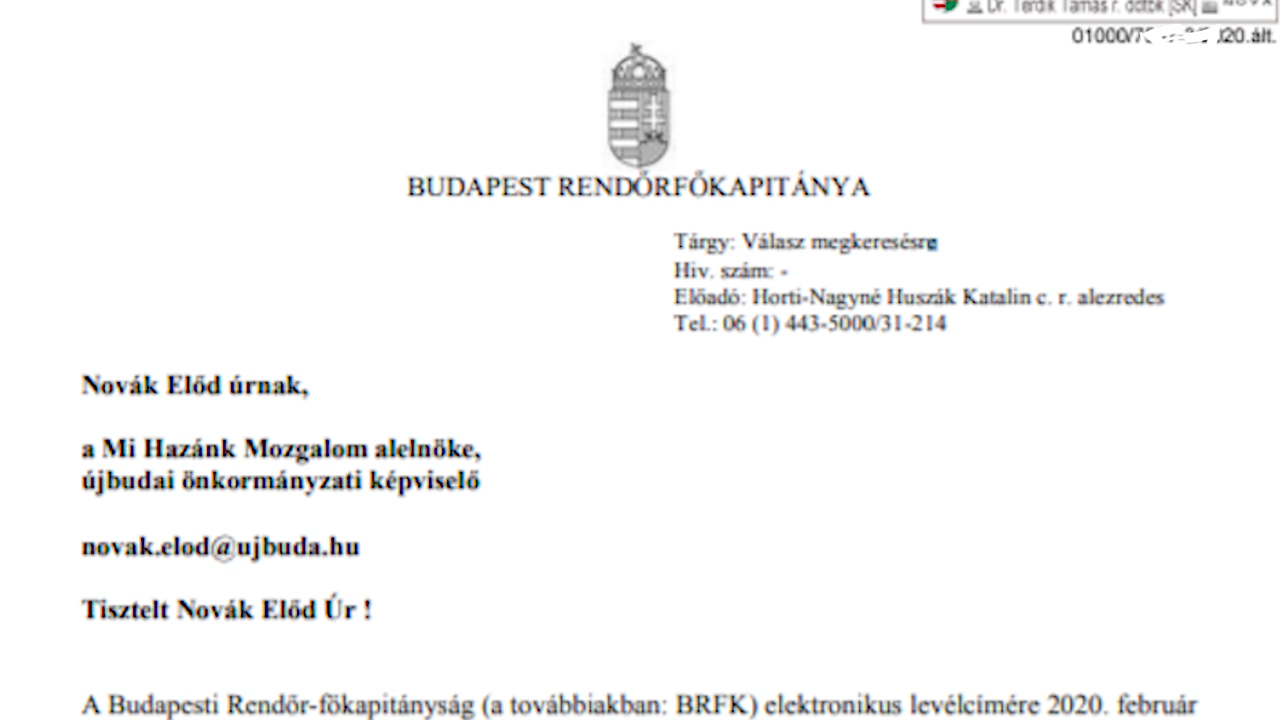 Dr. Terdik Tamás r. ddtbk [SK]
BUDAPEST RENDŐRFŐKAPITÁNYA
Tárgy: Válasz megkeresésre
Hiv. szám: -
Előadó: Horti-Nagyné Huszák Katalin c. r. alezredes
Tel.: 06 (1) 443-5000/31-214
Novák Előd úrnak,
a Mi Hazánk Mozgalom alelnöke,
újbudai önkormányzati képviselő
novak.elod@ujbuda.hu
Tisztelt Novák Előd Úr !
A Budapesti Rendőr-főkapitányság (a továbbiakban: BRFK) elektronikus levélcímére 2020. február